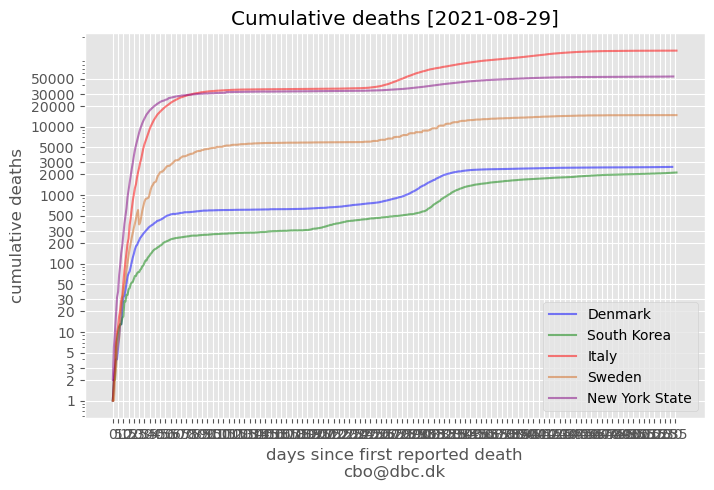 Cumulative deaths [2021-08-29]
cumulative deaths
50000
30000
20000
10000
5000
3000
2000
1000
500
300
200
100
50
30
20
10
5
3
2
1
Denmark
South Korea
Italy
Sweden
New York State
days since first reported death
cbo@dbc.dk